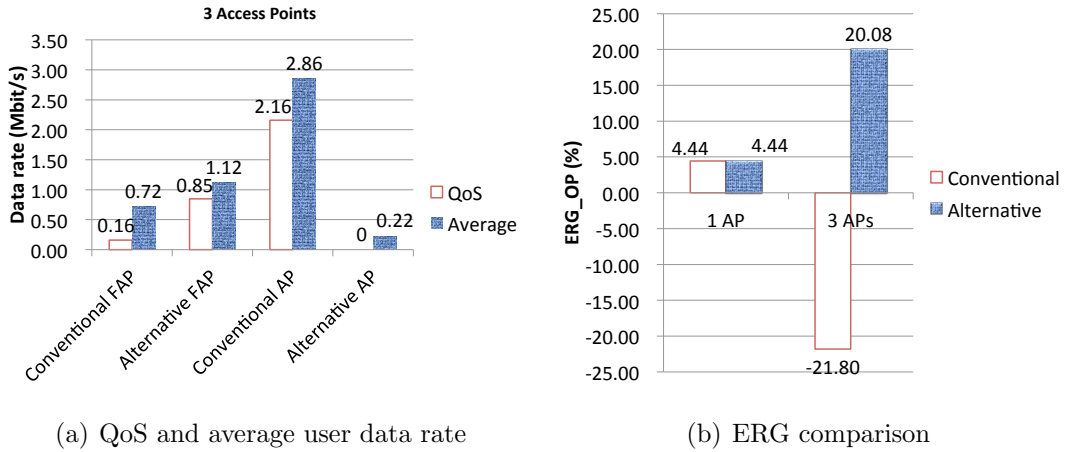 3 Access Points
Data rate (Mbit/s)
3.50
3.00
2.50
2.00
1.50
1.00
0.50
0.00
0.16
0.72
0.85
1.12
2.16
2.86
0
0.22
Conventional FAP
Alternative FAP
Conventional AP
Alternative AP
QoS
Average
(a) QoS and average user data rate
ERG_OP (%)
25.00
20.00
15.00
10.00
5.00
0.00
-5.00
-10.00
-15.00
-20.00
-25.00
4.44
4.44
20.08
-21.80
1 AP
3 APs
Conventional
Alternative
(b) ERG comparison